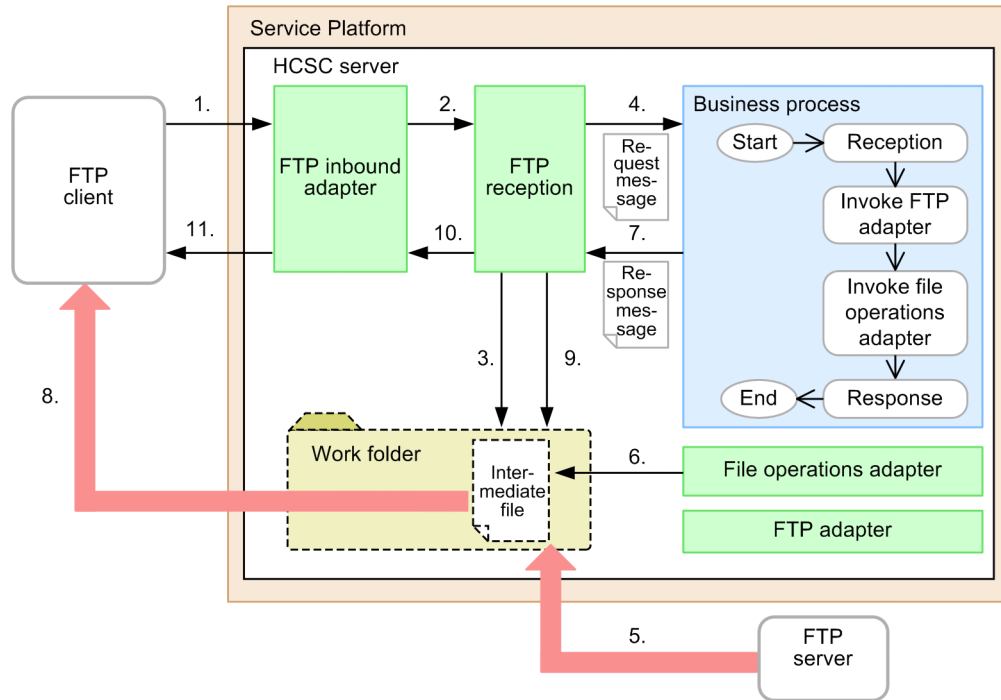 Service Platform
HCSC server
FTP
client
1.
11.
FTP inbound
adapter
2.
10.
FTP
reception
4.
Re-
quest
mes-
sage
7.
Re-
sponse
mes-
sage
Business process
Start
Reception
Invoke FTP
adapter
Invoke file
operations
adapter
End
Response
3.
9.
8.
Work folder
Inter-
mediate
file
6.
File operations adapter
FTP adapter
5.
FTP
server